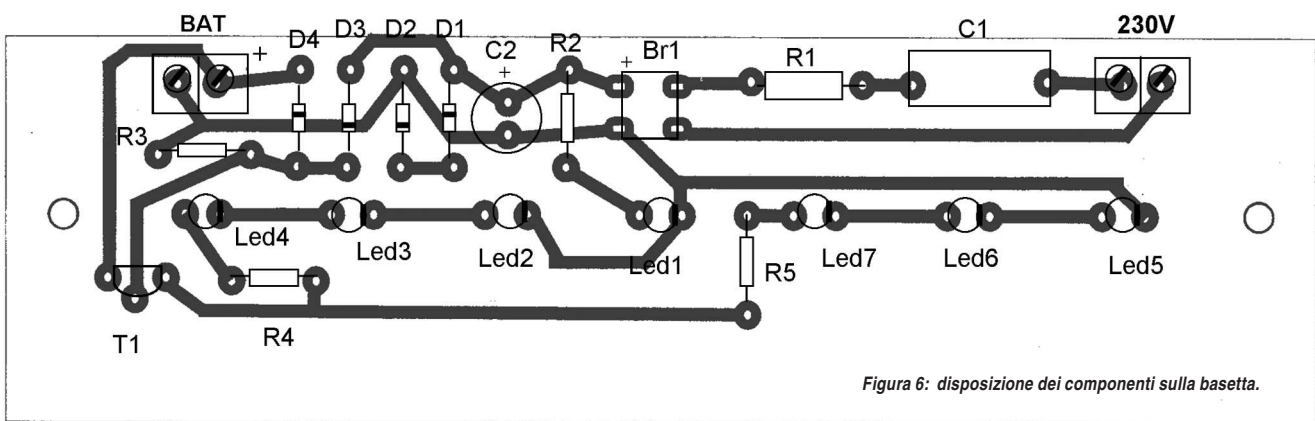 BAT
+
D4
D3
D2
D1
C2
+
R2
+
Br1
R1
C1
230V
R3
Led4
Led3
Led2
Led1
R5
Led7
Led6
Led5
T1
R4
Figura 6: disposizione dei componenti sulla basetta.